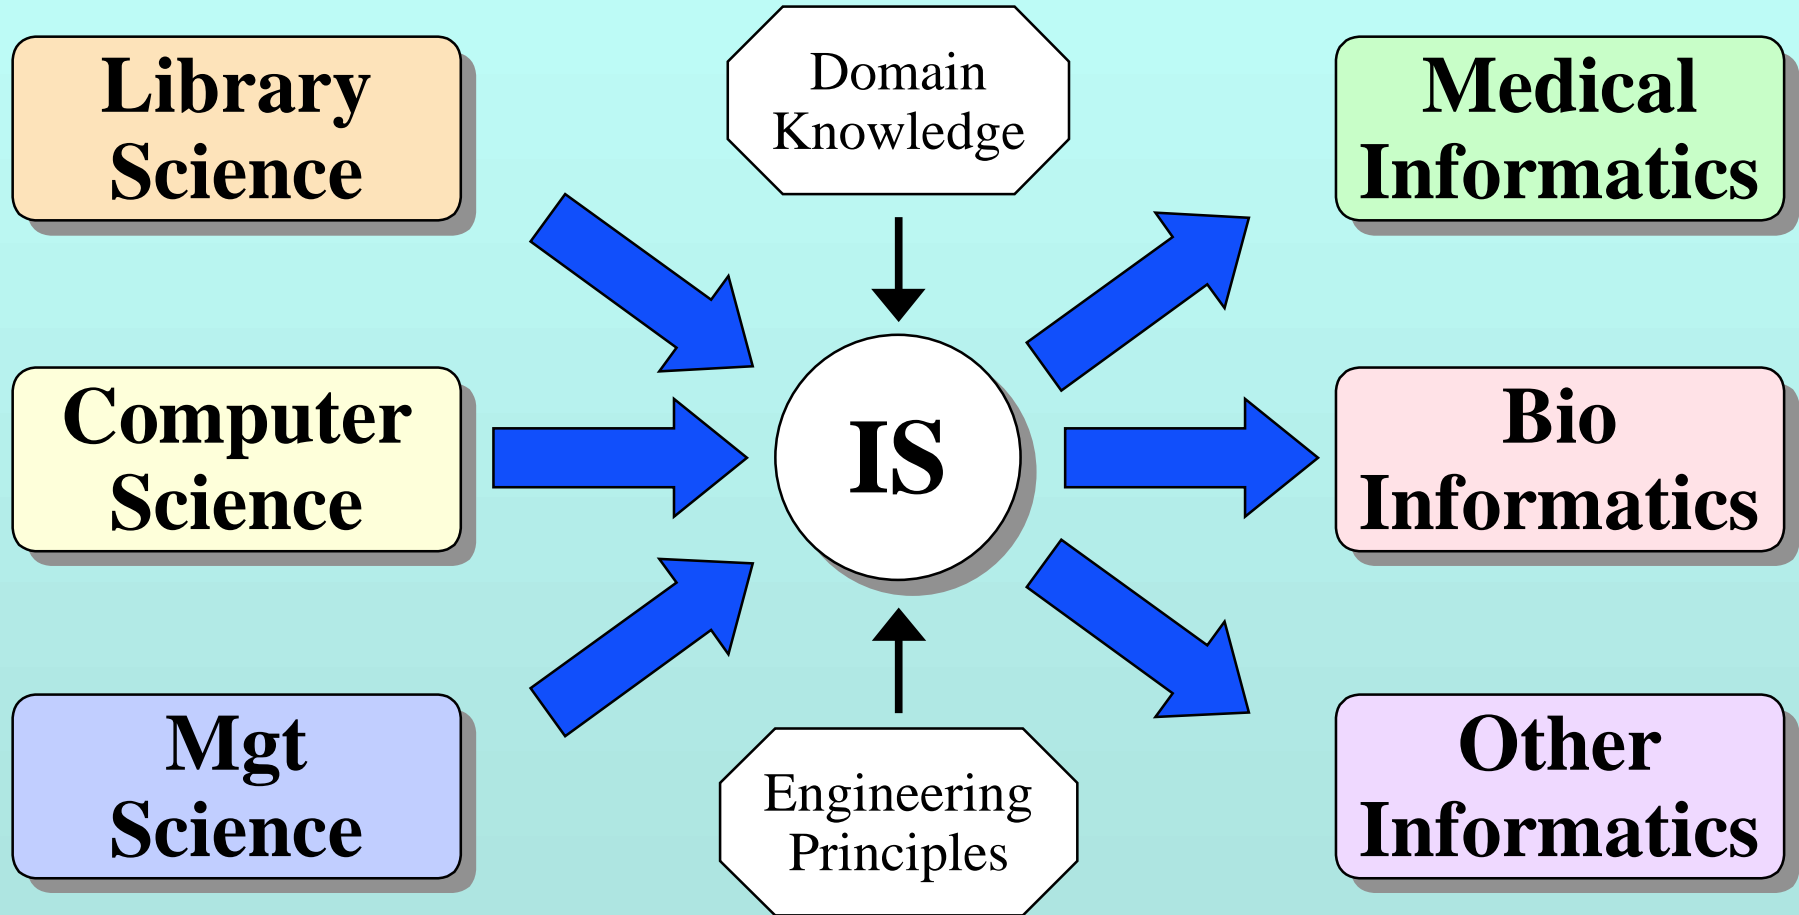 Library
Science
Domain
Knowledge
Medical
Informatics
Computer
Science
IS
Bio
Informatics
Mgt
Science
Engineering
Principles
Other
Informatics